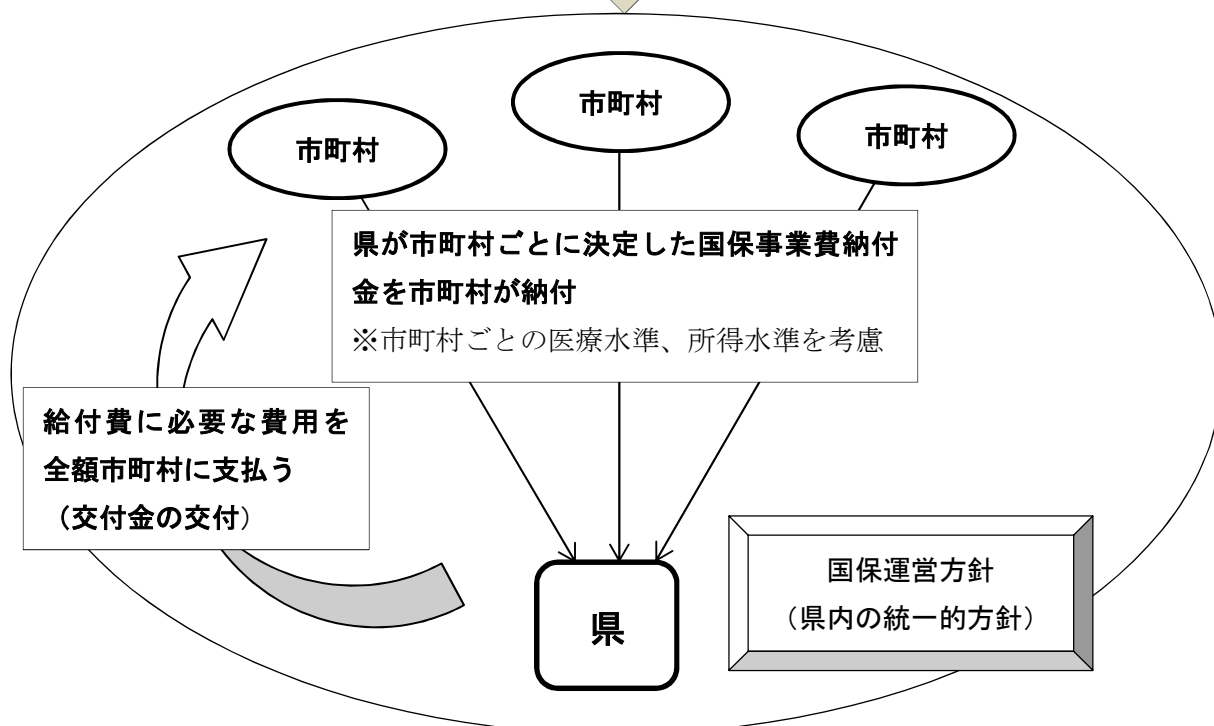 市町村
市町村
市町村
県が市町村ごとに決定した国保事業費納付
金を市町村が納付
※市町村ごとの医療水準、所得水準を考慮
給付費に必要な費用を
全額市町村に支払う
（交付金の交付）
国保運営方針
（県内の統一的方針）
県